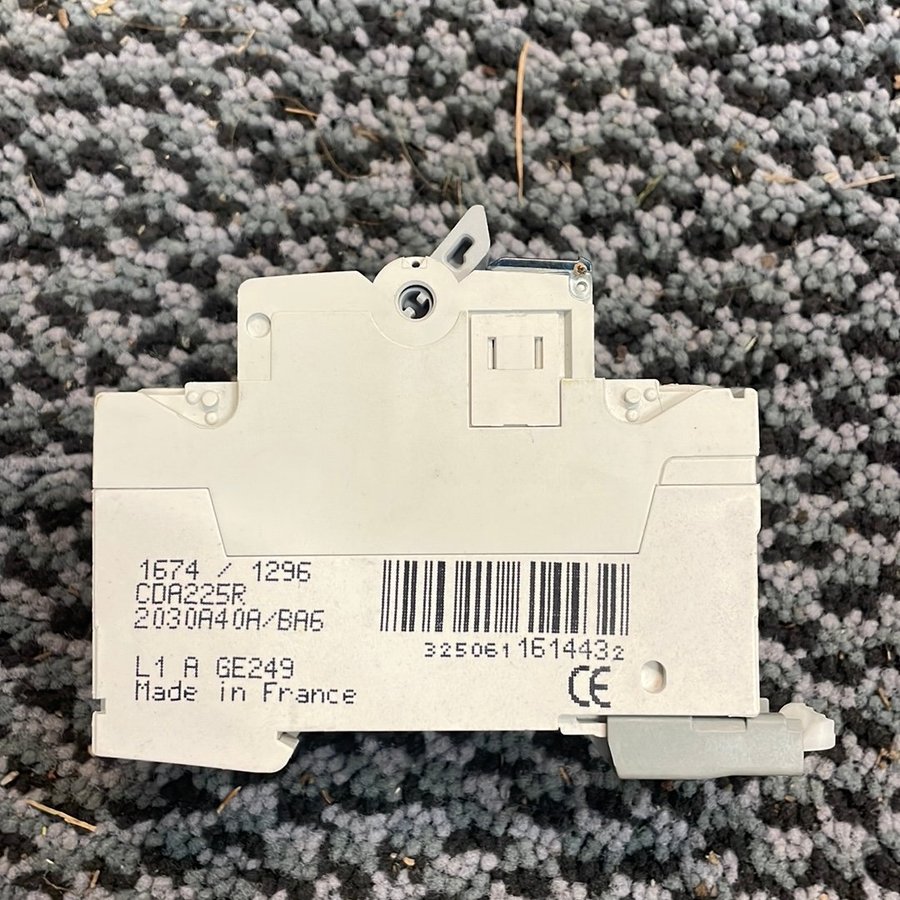 1674 / 1296
CDA225R
2030A40A/BA6
L1 A GE249
Made in France
3250611614432
CE